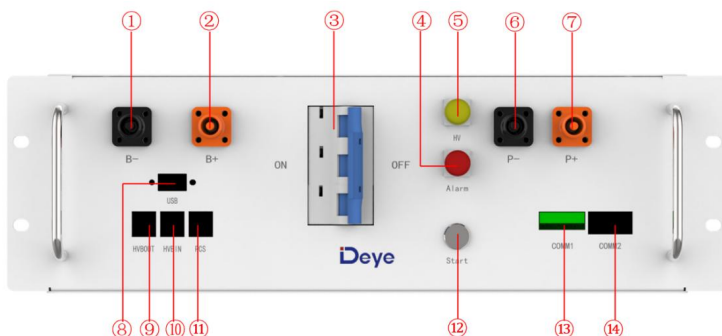 ① ② ③ ④ ⑤ ⑥ ⑦
B- B+ ON OFF HV P- P+
Alarm
USB
HVBOUT HVBIN PCS
Deye Start COMM1 COMM2
⑧ ⑨ ⑩ ⑪ ⑫ ⑬ ⑭